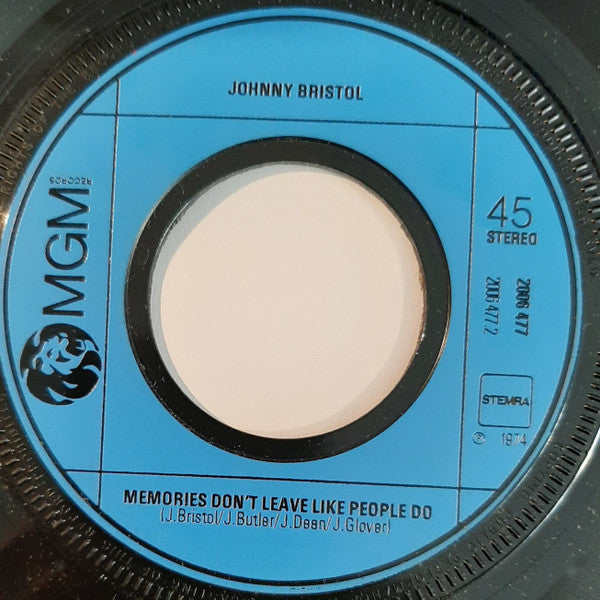 JOHNNY BRISTOL
MGM
RECORDS
45
STEREO
2006 477
2006 477 2
STEMRA
℗ 1974
MEMORIES DON'T LEAVE LIKE PEOPLE DO
(J.Bristol/J.Butler/J.Dean/J.Glover)